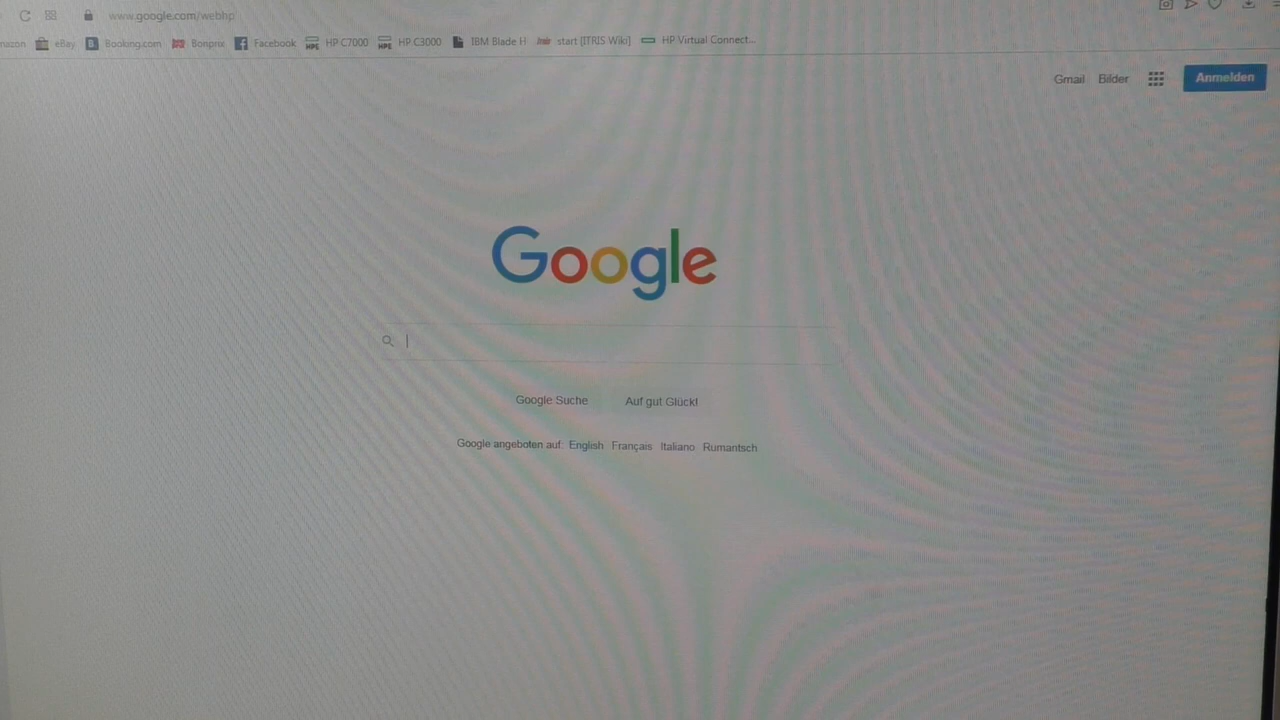 www.google.com/webhp
eBay Booking.com Bonprix Facebook HP C7000 HP C3000 IBM Blade H start [ITRIS Wiki] HP Virtual Connect...
Gmail Bilder Anmelden
Google
Google Suche Auf gut Glück!
Google angeboten auf: English Français Italiano Rumantsch